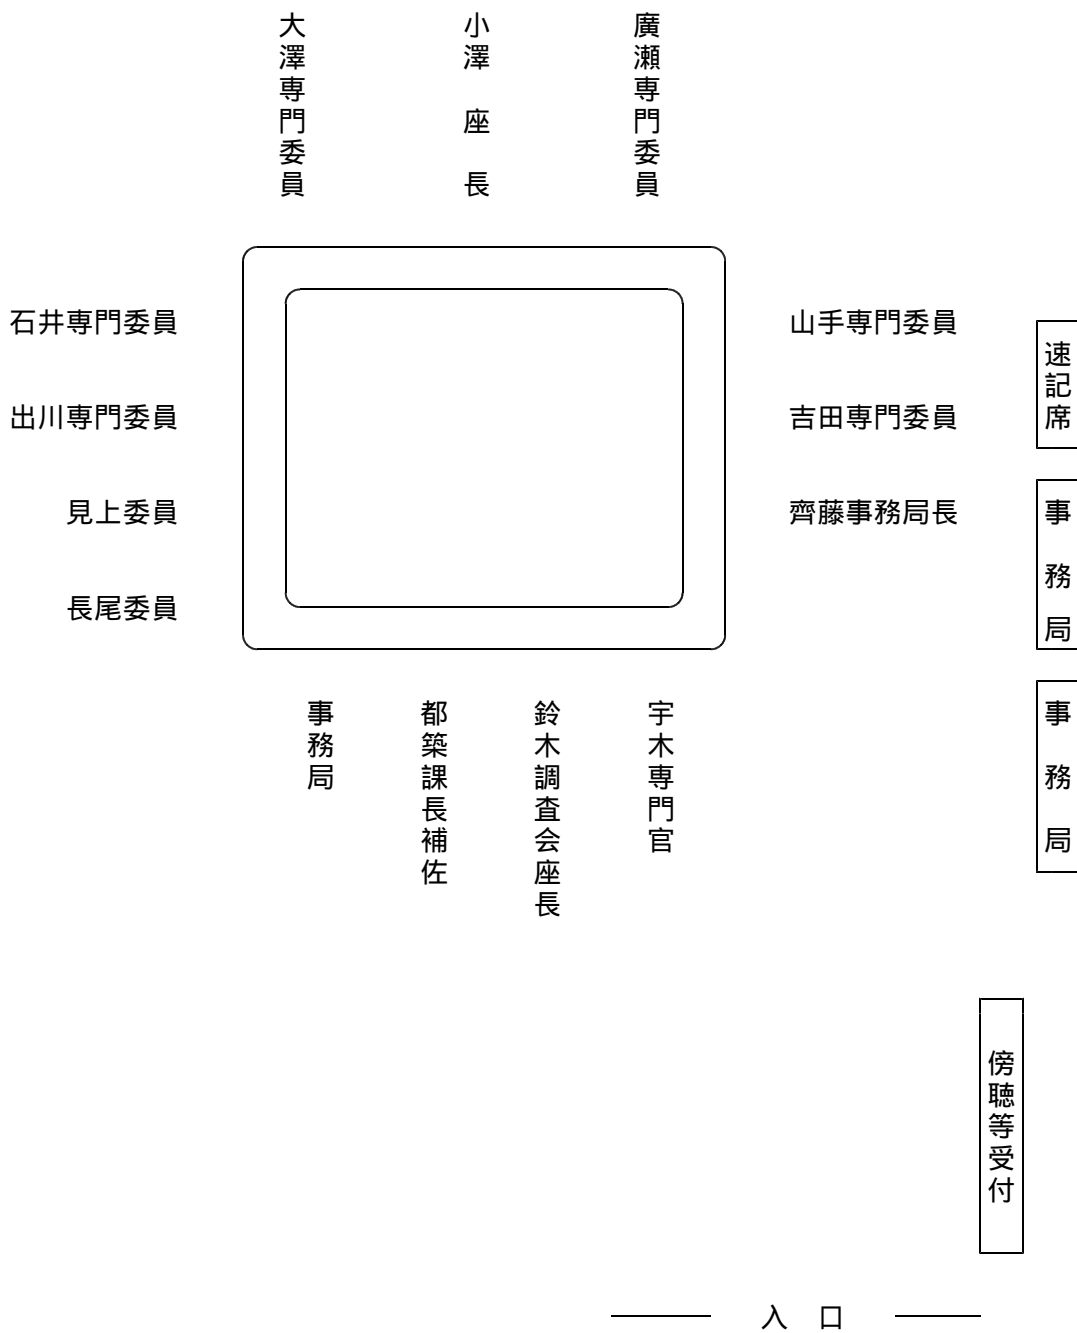 大澤専門委員
小澤 座 長
廣瀬専門委員
石井専門委員
出川専門委員
見上委員
長尾委員
山手専門委員
吉田専門委員
齊藤事務局長
速記席
事 務 局
事 務 局
事務局
都築課長補佐
鈴木調査会座長
宇木専門官
傍聴等受付
入 口